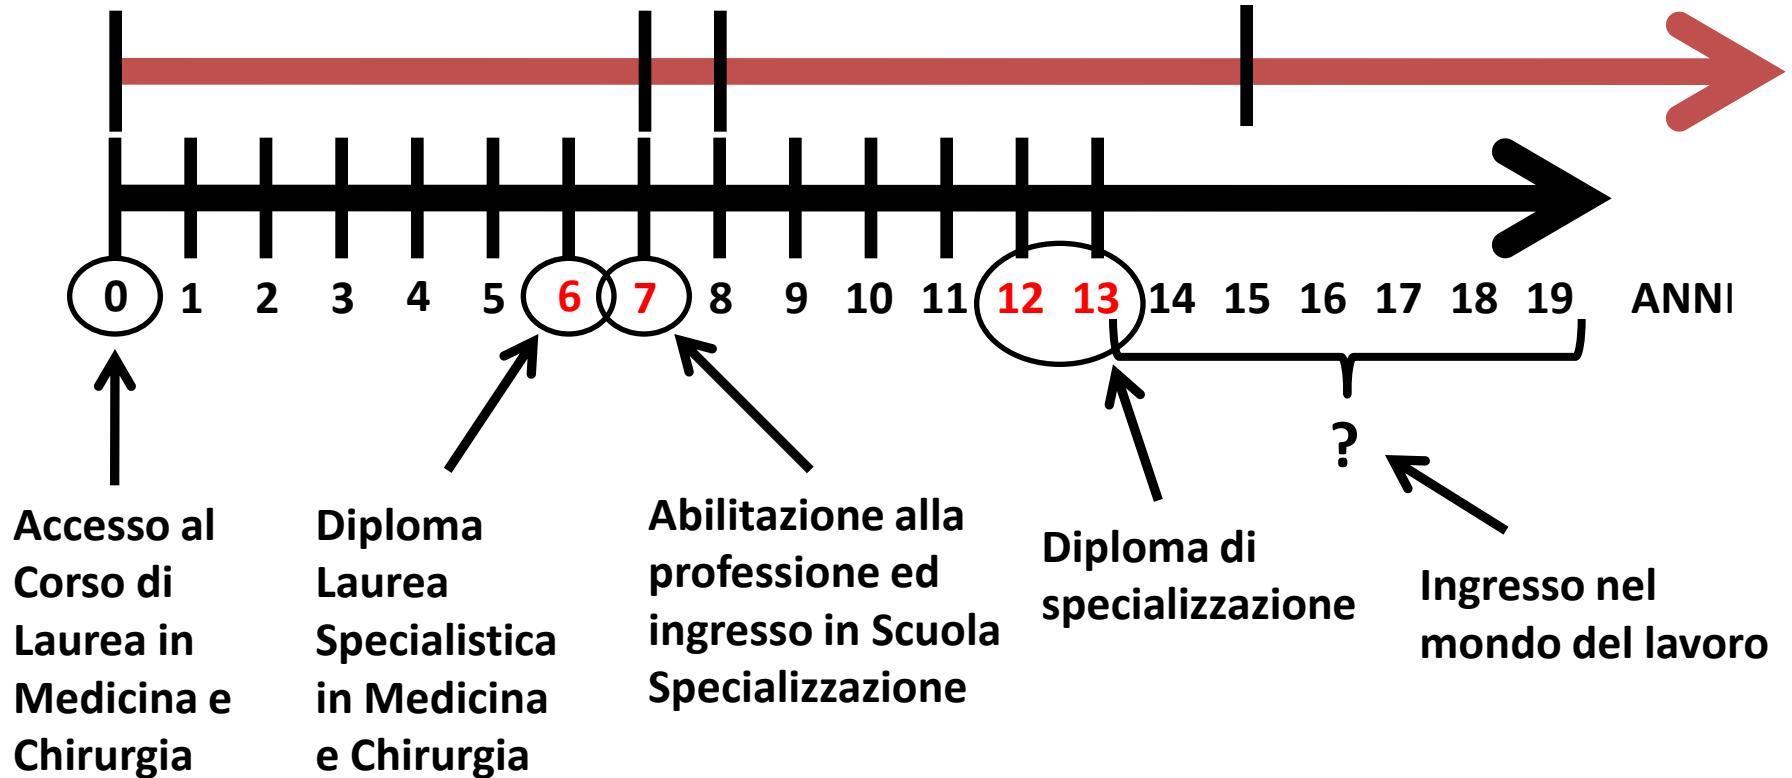 0 1 2 3 4 5 6 7 8 9 10 11 12 13 14 15 16 17 18 19 ANNI
?
Accesso al
Corso di
Laurea in
Medicina e
Chirurgia
Diploma
Laurea
Specialistica
in Medicina
e Chirurgia
Abilitazione alla
professione ed
ingresso in Scuola
Specializzazione
Diploma di
specializzazione
Ingresso nel
mondo del lavoro